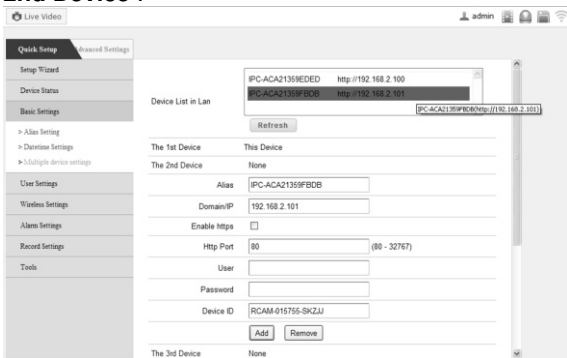 End Device :
Live Video
admin
Quick Setup
Advanced Settings
Setup Wizard
Device Status
Basic Settings
> Alias Setting
> Datetime Settings
> Multiple device settings
User Settings
Wireless Settings
Alarm Settings
Record Settings
Tools
Device List in Lan
IPC-ACA21359EDED http://192.168.2.100
IPC-ACA21359FBDB http://192.168.2.101
IPC-ACA21359FBDB(http://192.168.2.101)
Refresh
The 1st Device This Device
The 2nd Device None
Alias IPC-ACA21359FBDB
Domain/IP 192.168.2.101
Enable https
Http Port 80 (80 - 32767)
User
Password
Device ID RCAM-015755-SKZJJ
Add Remove
The 3rd Device None